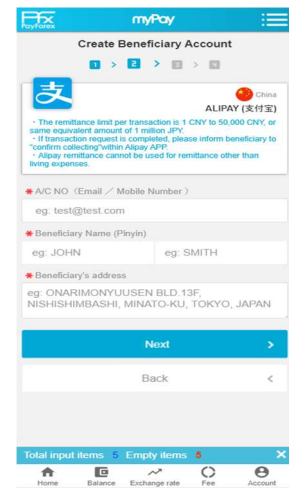 Pfx
PayForex
myPay
Create Beneficiary Account
1 > 2 > 3 > 4
支
China
ALIPAY (支付宝)
・The remittance limit per transaction is 1 CNY to 50,000 CNY, or
same equivalent amount of 1 million JPY.
・If transaction request is completed, please inform beneficiary to
"confirm collecting"within Alipay APP.
・Alipay remittance cannot be used for remittance other than
living expenses.
* A/C NO（Email ／ Mobile Number ）
eg: test@test.com
* Beneficiary Name (Pinyin)
eg: JOHN eg: SMITH
* Beneficiary's address
eg: ONARIMONYUUSEN BLD.13F,
NISHISHIMBASHI, MINATO-KU, TOKYO, JAPAN
Next >
Back <
Total input items 5 Empty items 5 ×
Home Balance Exchange rate Fee Account